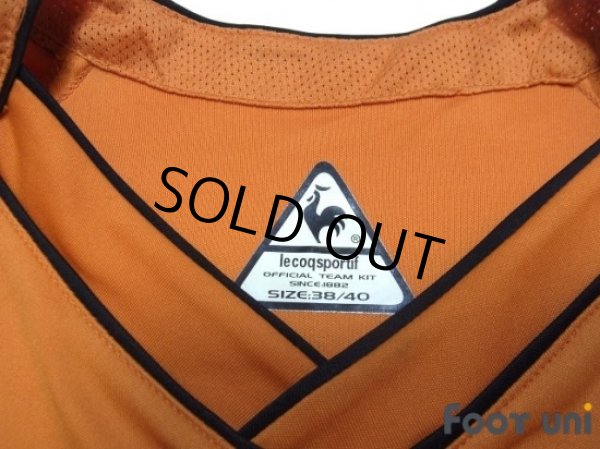 SOLD OUT
®
lecoqsportif
OFFICIAL TEAM KIT
SINCE.1882
SIZE:38/40
FOOT uni